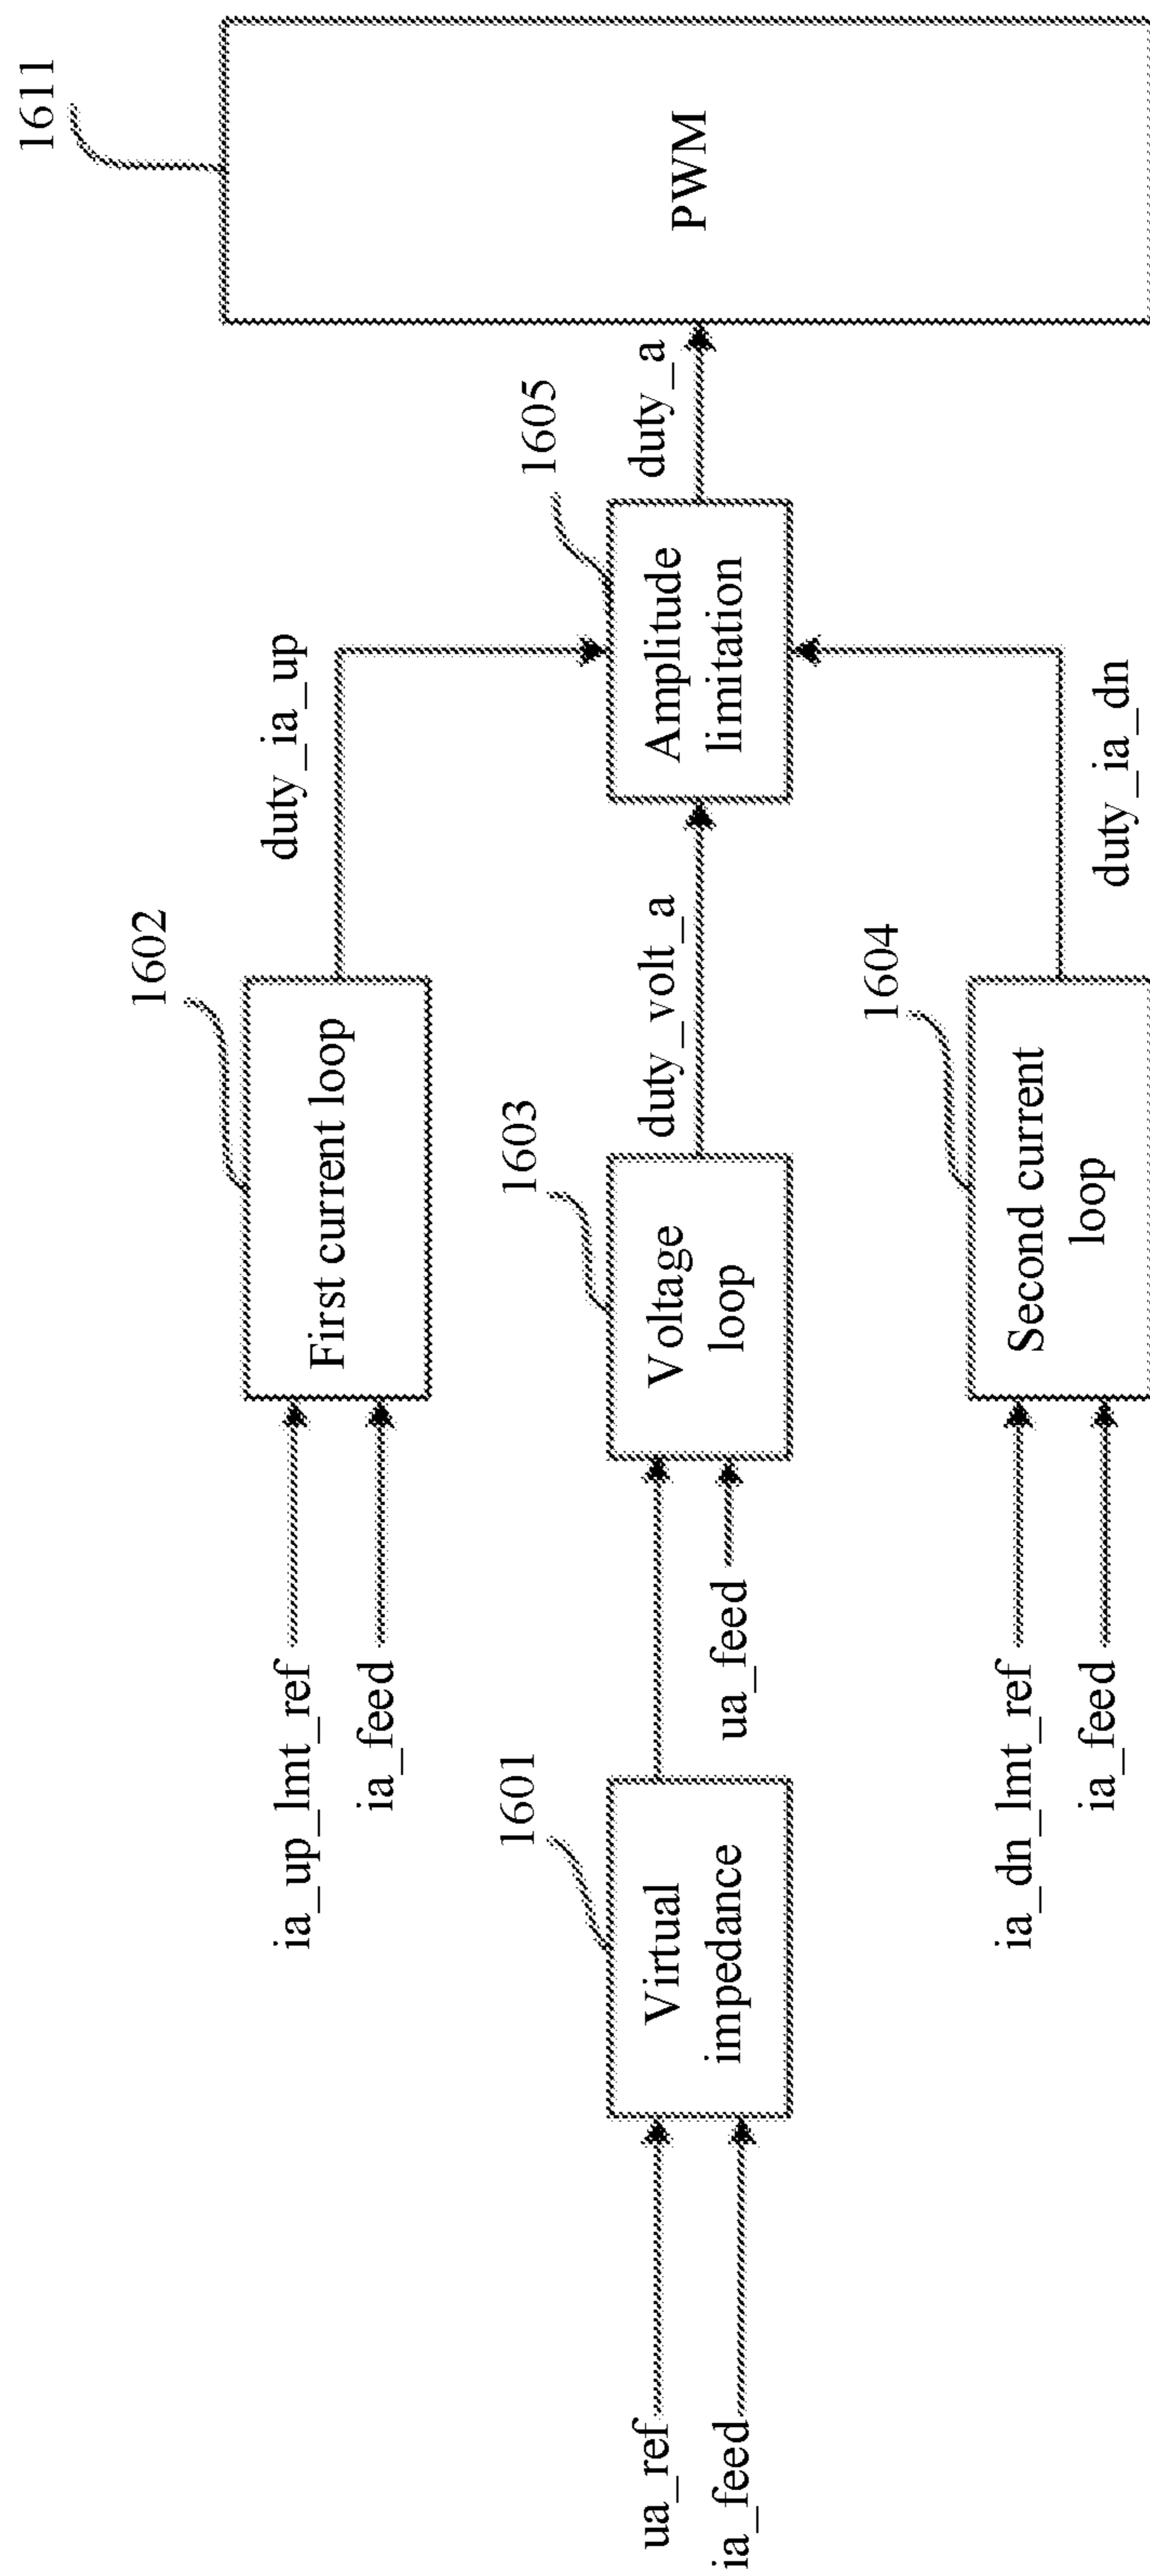 1611
PWM
1602
duty_ia_up
ia_up_lmt_ref
ia_feed
First current loop
1605
duty_a
1601
1603
ua_ref
ia_feed
Virtual
impedance
ua_feed
Voltage
loop
duty_volt_a
Amplitude
limitation
1604
ia_dn_lmt_ref
ia_feed
Second current
loop
duty_ia_dn